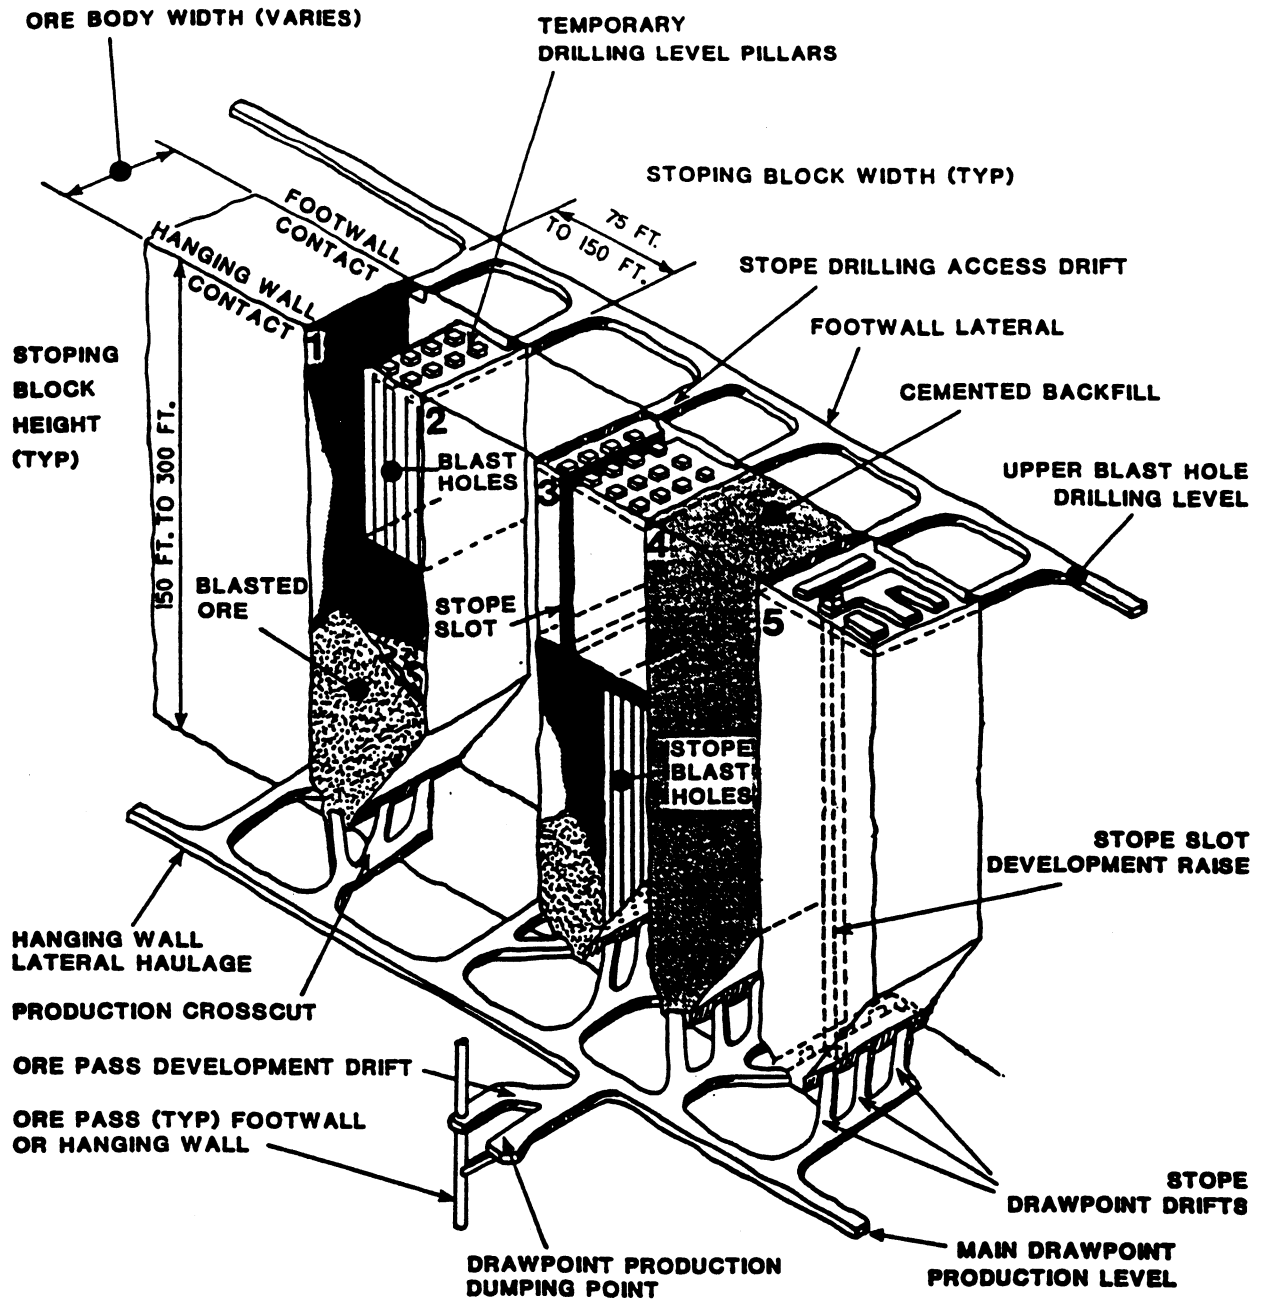 ORE BODY WIDTH (VARIES)
TEMPORARY
DRILLING LEVEL PILLARS
STOPING BLOCK WIDTH (TYP)
75 FT.
TO 150 FT.
FOOTWALL
CONTACT
HANGING WALL
CONTACT
STOPE DRILLING ACCESS DRIFT
FOOTWALL LATERAL
CEMENTED BACKFILL
UPPER BLAST HOLE
DRILLING LEVEL
STOPING
BLOCK
HEIGHT
(TYP)
150 FT. TO 300 FT.
1
2
BLAST
HOLES
3
4
5
BLASTED
ORE
STOPE
SLOT
STOPE
BLAST
HOLES
STOPE SLOT
DEVELOPMENT RAISE
HANGING WALL
LATERAL HAULAGE
PRODUCTION CROSSCUT
ORE PASS DEVELOPMENT DRIFT
ORE PASS (TYP) FOOTWALL
OR HANGING WALL
STOPE
DRAWPOINT DRIFTS
MAIN DRAWPOINT
PRODUCTION LEVEL
DRAWPOINT PRODUCTION
DUMPING POINT